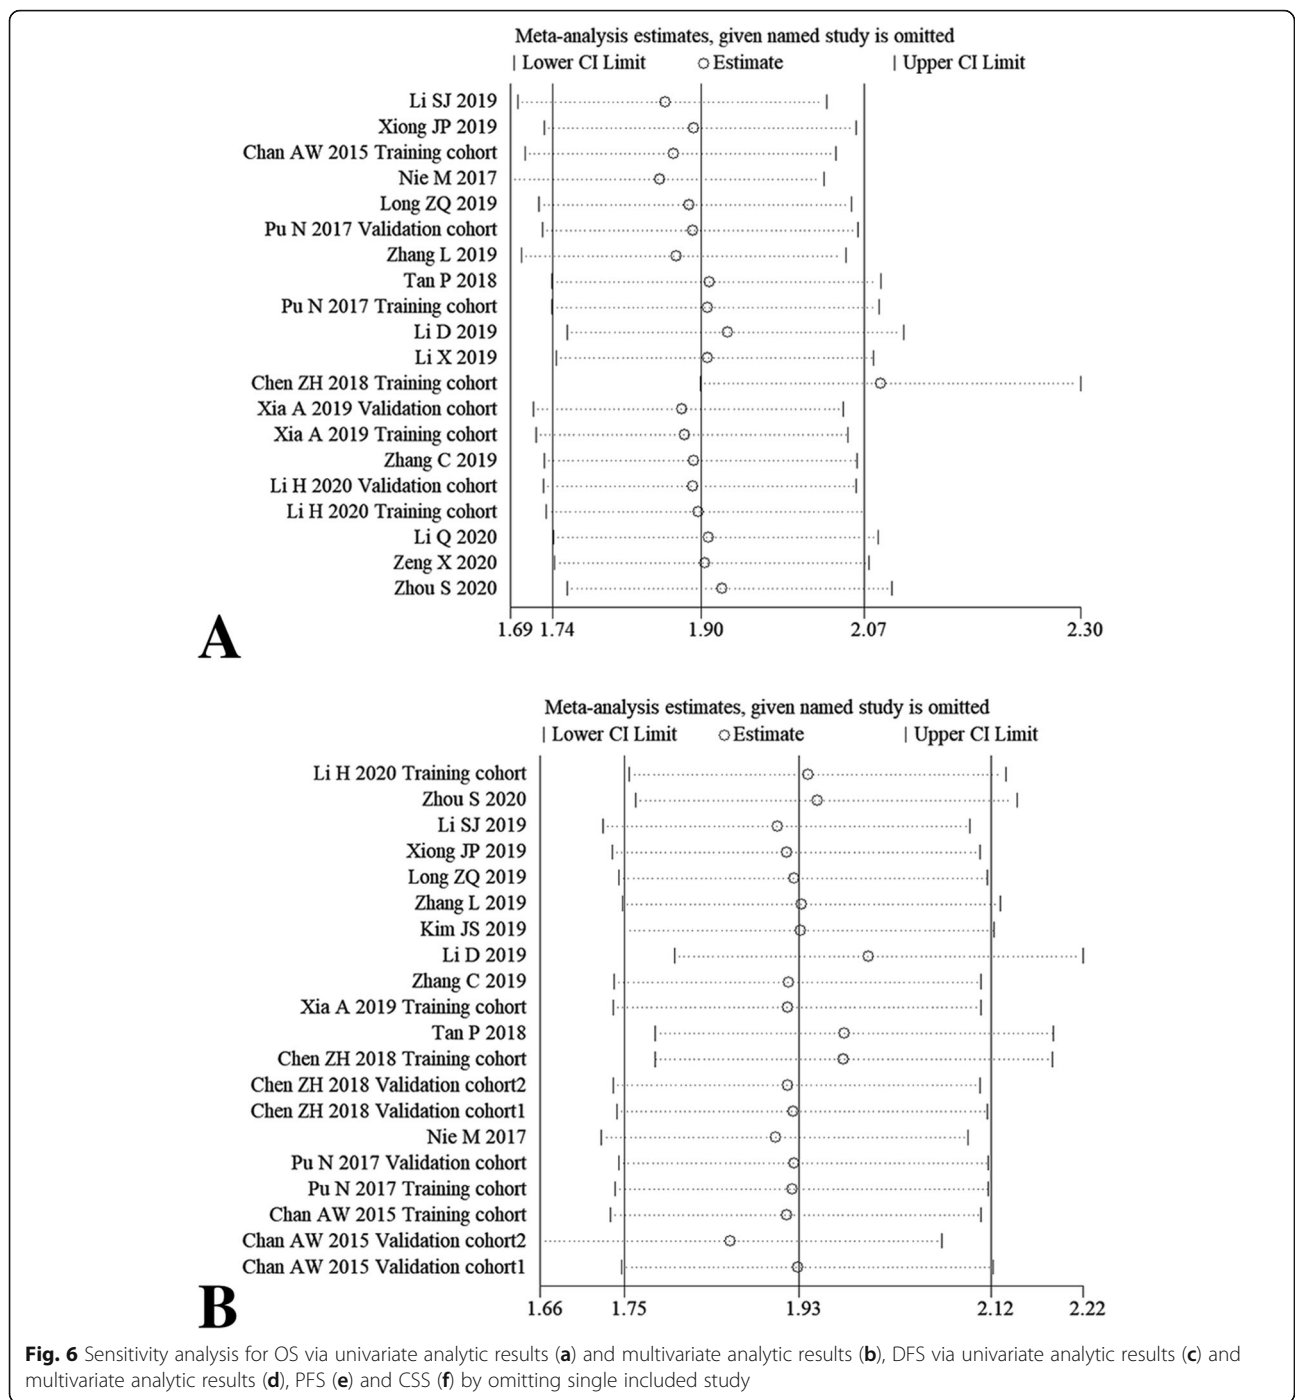 Meta-analysis estimates, given named study is omitted
| Lower CI Limit ○ Estimate | Upper CI Limit
Li SJ 2019
Xiong JP 2019
Chan AW 2015 Training cohort
Nie M 2017
Long ZQ 2019
Pu N 2017 Validation cohort
Zhang L 2019
Tan P 2018
Pu N 2017 Training cohort
Li D 2019
Li X 2019
Chen ZH 2018 Training cohort
Xia A 2019 Validation cohort
Xia A 2019 Training cohort
Zhang C 2019
Li H 2020 Validation cohort
Li H 2020 Training cohort
Li Q 2020
Zeng X 2020
Zhou S 2020
1.69 1.74 1.90 2.07 2.30
A
Meta-analysis estimates, given named study is omitted
| Lower CI Limit ○ Estimate | Upper CI Limit
Li H 2020 Training cohort
Zhou S 2020
Li SJ 2019
Xiong JP 2019
Long ZQ 2019
Zhang L 2019
Kim JS 2019
Li D 2019
Zhang C 2019
Xia A 2019 Training cohort
Tan P 2018
Chen ZH 2018 Training cohort
Chen ZH 2018 Validation cohort2
Chen ZH 2018 Validation cohort1
Nie M 2017
Pu N 2017 Validation cohort
Pu N 2017 Training cohort
Chan AW 2015 Training cohort
Chan AW 2015 Validation cohort2
Chan AW 2015 Validation cohort1
1.66 1.75 1.93 2.12 2.22
B
Fig. 6 Sensitivity analysis for OS via univariate analytic results (a) and multivariate analytic results (b), DFS via univariate analytic results (c) and
multivariate analytic results (d), PFS (e) and CSS (f) by omitting single included study